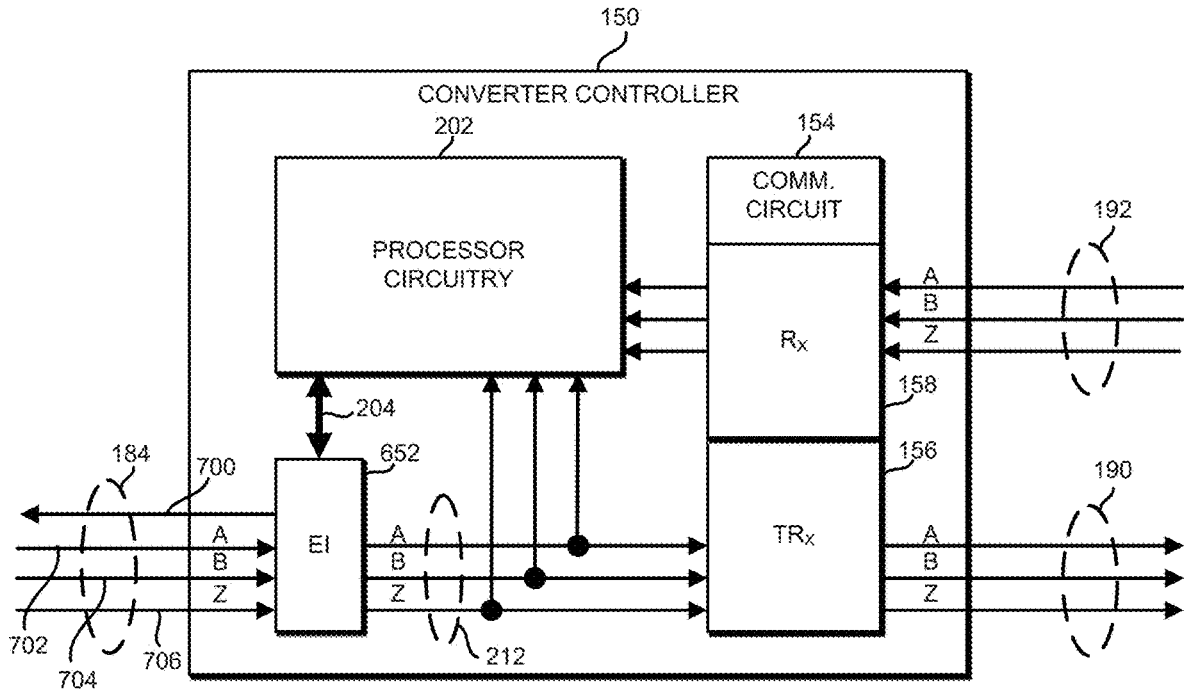 150
CONVERTER CONTROLLER
202
154
PROCESSOR
CIRCUITRY
COMM.
CIRCUIT
192
A
B
Z
RX
158
204
184
700
652
156
190
EI
TRX
A
B
Z
A
B
Z
A
B
Z
702
704
706
212